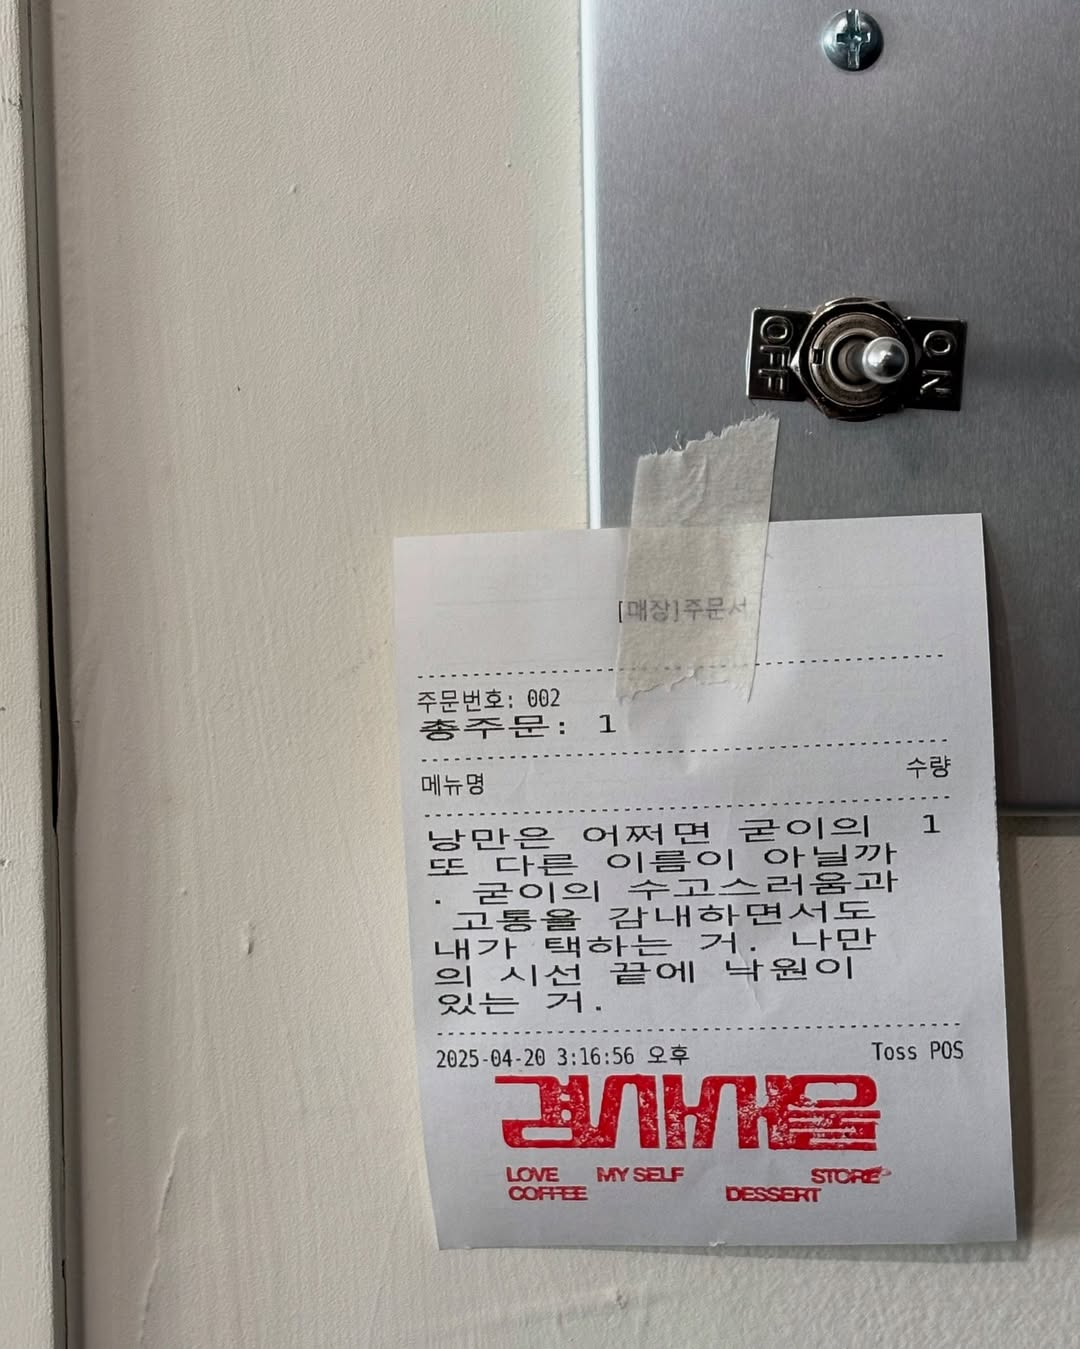 OFF
ON
[매장]주문서
주문번호: 002
총주문: 1
메뉴명 수량
낭만은 어쩌면 굳이의 1
또 다른 이름이 아닐까
. 굳이의 수고스러움과
고통을 감내하면서도
내가 택하는 거. 나만
의 시선 끝에 낙원이
있는 거.
2025-04-20 3:16:56 오후 Toss POS
LOVE MY SELF STORE
COFFEE DESSERT